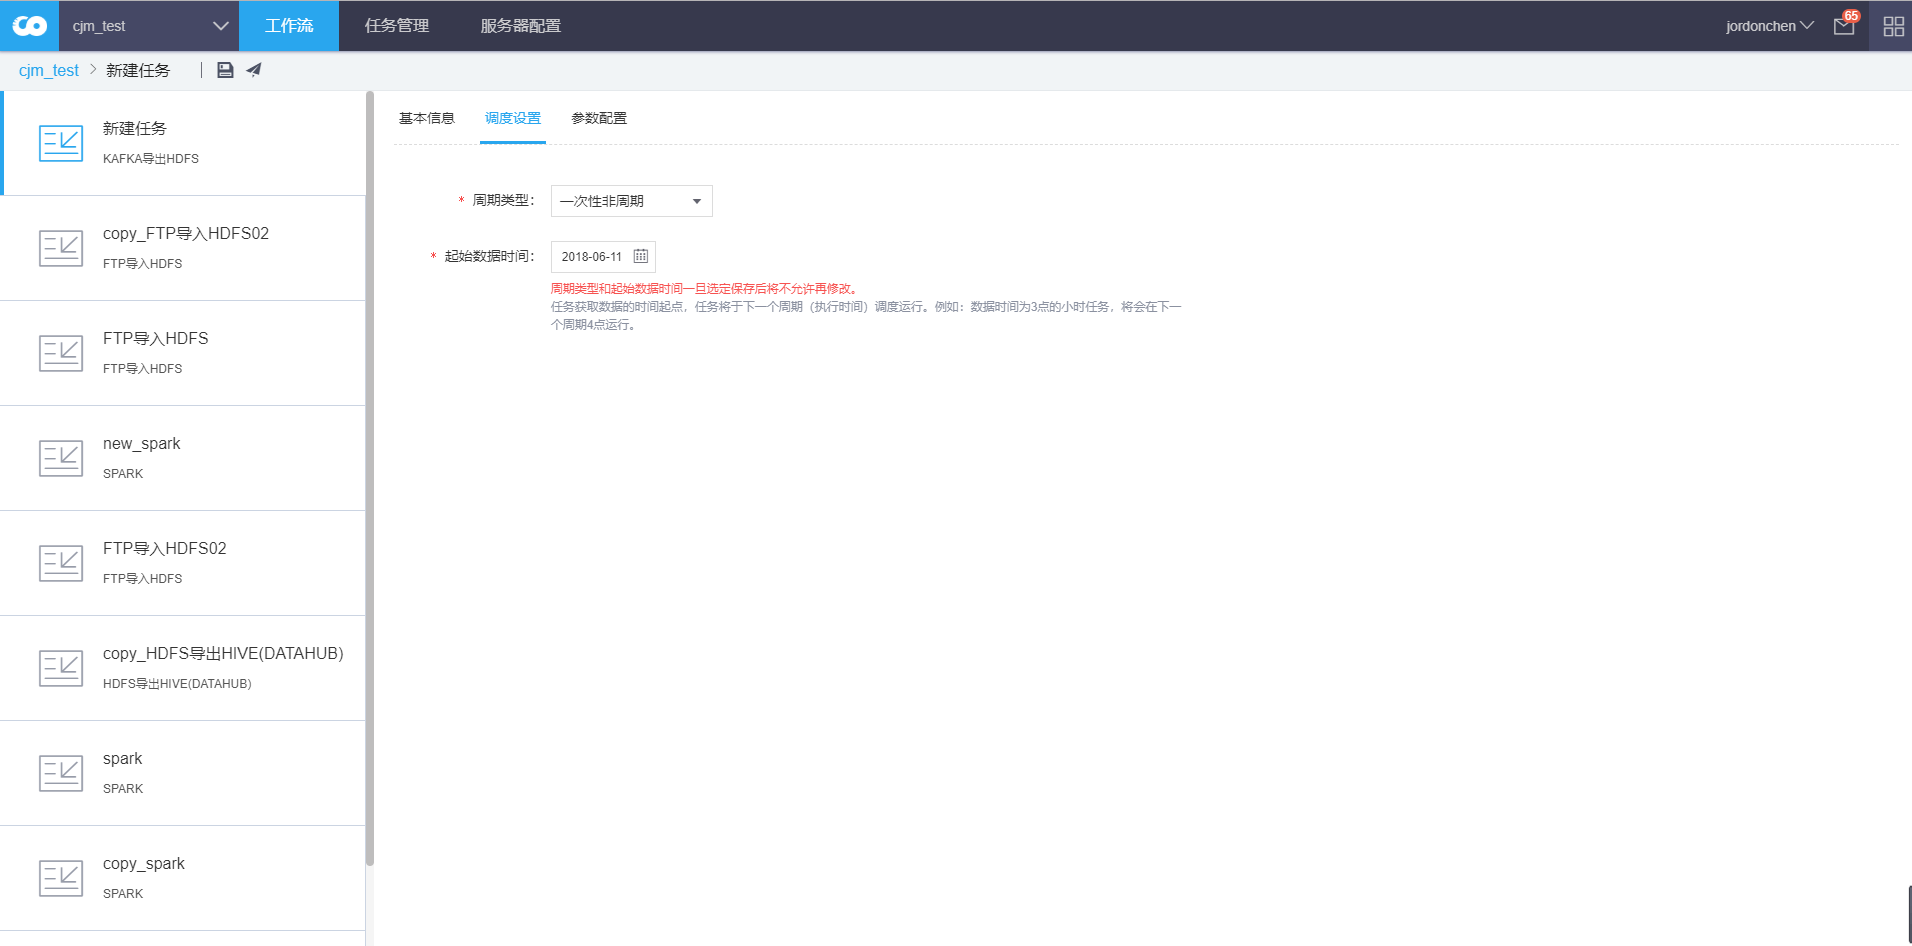 cjm_test
工作流
任务管理
服务器配置
jordonchen
65
cjm_test > 新建任务
新建任务
KAFKA导出HDFS
copy_FTP导入HDFS02
FTP导入HDFS
FTP导入HDFS
FTP导入HDFS
new_spark
SPARK
FTP导入HDFS02
FTP导入HDFS
copy_HDFS导出HIVE(DATAHUB)
HDFS导出HIVE(DATAHUB)
spark
SPARK
copy_spark
SPARK
基本信息
调度设置
参数配置
* 周期类型： 一次性非周期
* 起始数据时间： 2018-06-11
周期类型和起始数据时间一旦选定保存后将不允许再修改。
任务获取数据的时间起点，任务将于下一个周期（执行时间）调度运行。例如：数据时间为3点的小时任务，将会在下一
个周期4点运行。